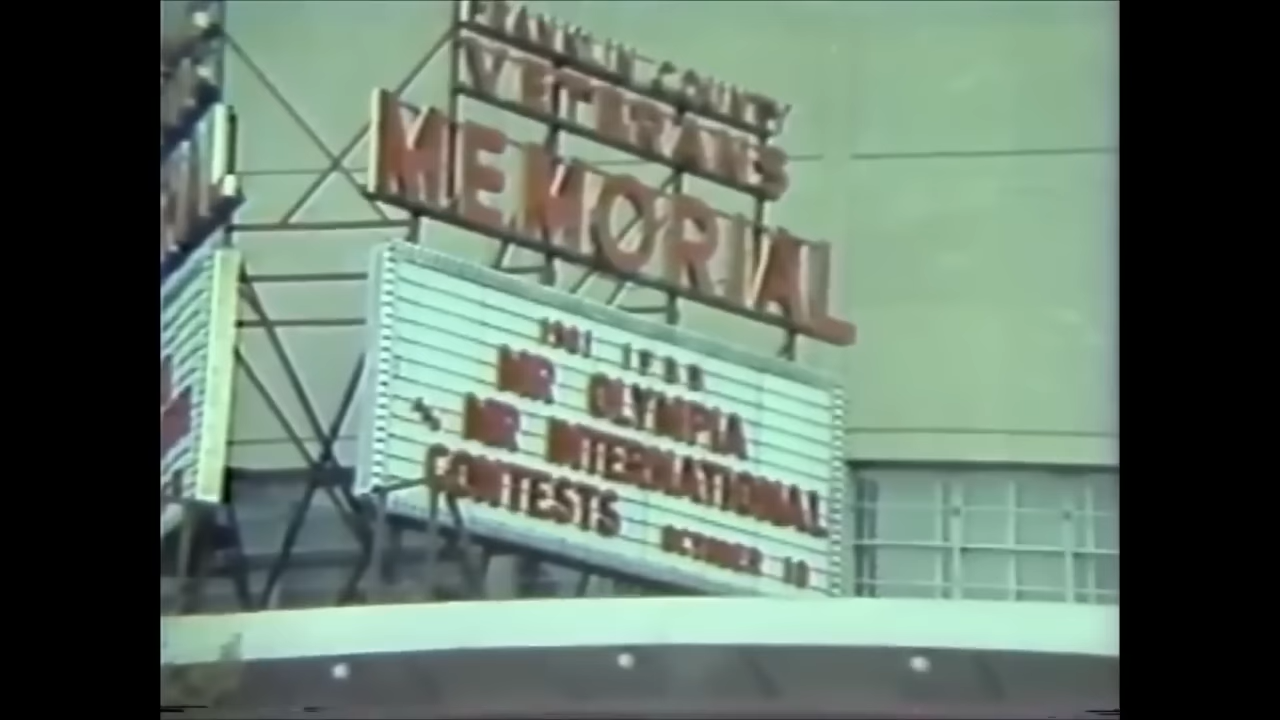 FRANKLIN COUNTY
VETERANS
MEMORIAL
1981 I.F.B.B.
MR OLYMPIA
& MR INTERNATIONAL
CONTESTS OCTOBER 10